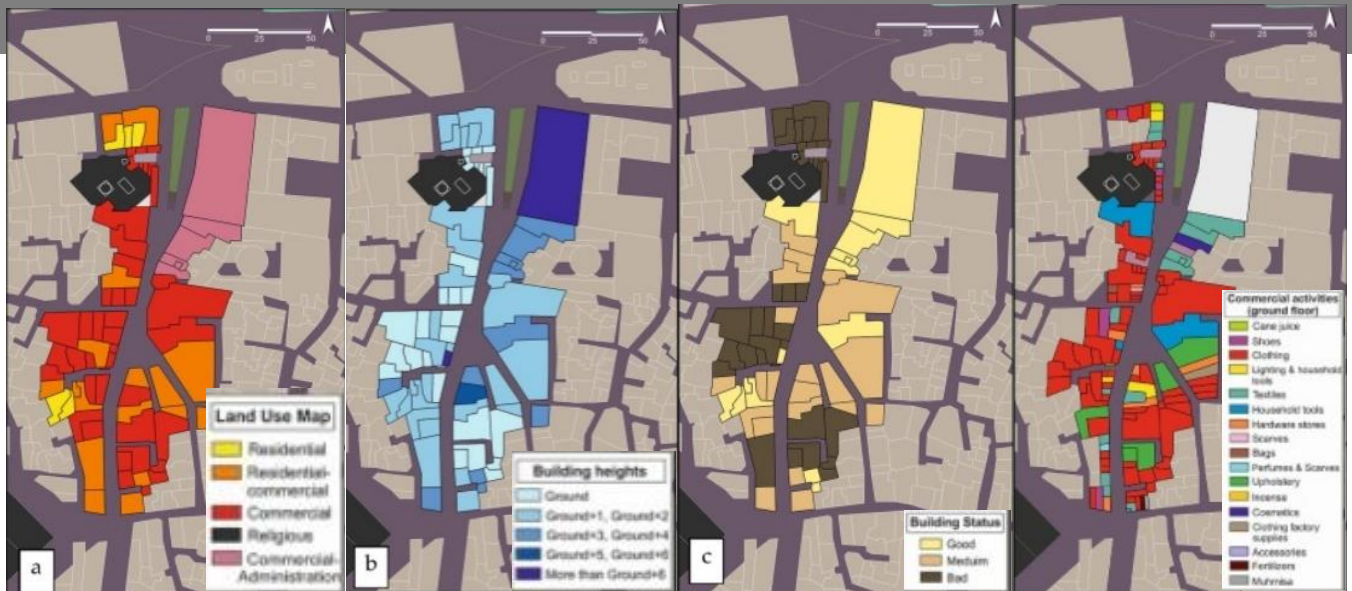 0 25 50
0 25 50
0 25 50
0 25 50
a
Land Use Map
Residential
Residential-
commercial
Commercial
Religious
Commercial-
Administration
b
Building heights
Ground
Ground+1, Ground+2
Ground+3, Ground+4
Ground+5, Ground+6
More than Ground+6
c
Building Status
Good
Meduim
Bad
Commercial activities
(ground floor)
Cane juice
Shoes
Clothing
Lighting & household
tools
Textiles
Household tools
Hardware stores
Scarves
Bags
Perfumes & Scarves
Upholstery
Incense
Cosmetics
Clothing factory
supplies
Accessories
Fertilizers
Muhmisa